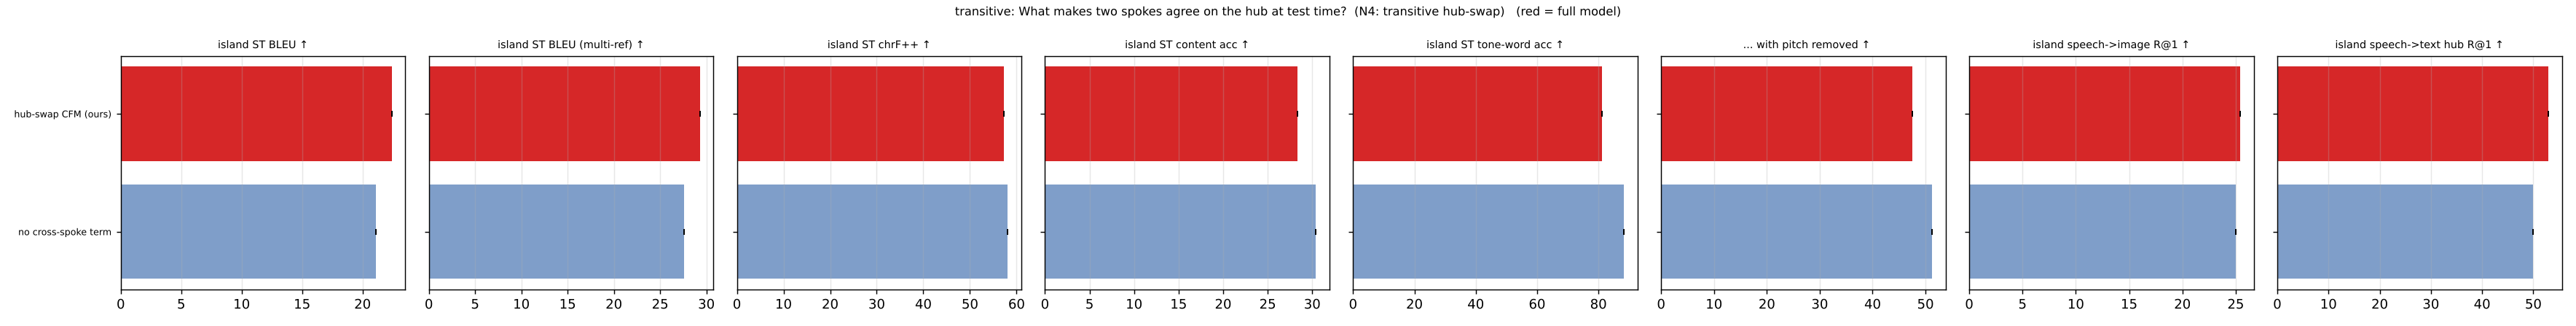 transitive: What makes two spokes agree on the hub at test time?  (N4: transitive hub-swap)   (red = full model)
island ST BLEU ↑
island ST BLEU (multi-ref) ↑
island ST chrF++ ↑
island ST content acc ↑
island ST tone-word acc ↑
... with pitch removed ↑
island speech->image R@1 ↑
island speech->text hub R@1 ↑
hub-swap CFM (ours)
no cross-spoke term
0 5 10 15 20
0 5 10 15 20 25 30
0 10 20 30 40 50 60
0 5 10 15 20 25 30
0 20 40 60 80
0 10 20 30 40 50
0 5 10 15 20 25
0 10 20 30 40 50